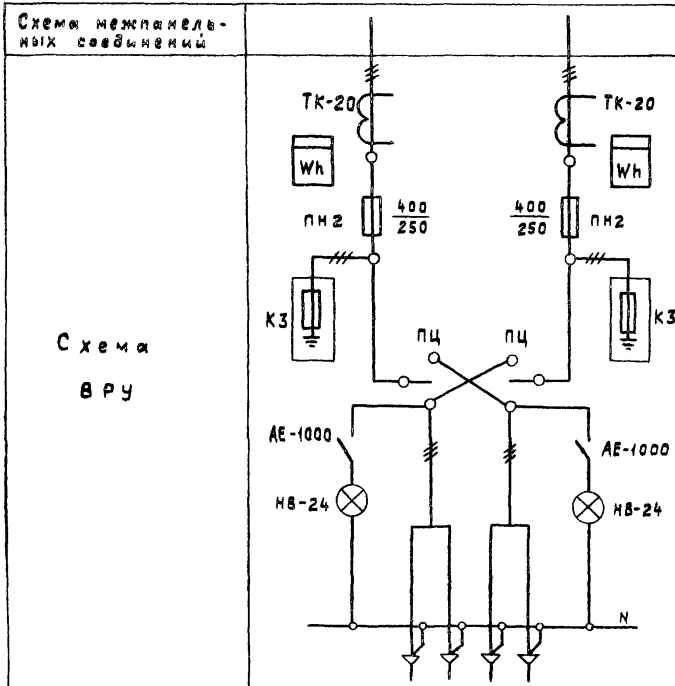 Схема межпанель-
ных соединений
ТК-20
ТК-20
Wh
Wh
ПН2
400
250
400
250
ПН2
КЗ
КЗ
Схема
ВРУ
ПЦ
ПЦ
АЕ-1000
АЕ-1000
НВ-24
НВ-24
N